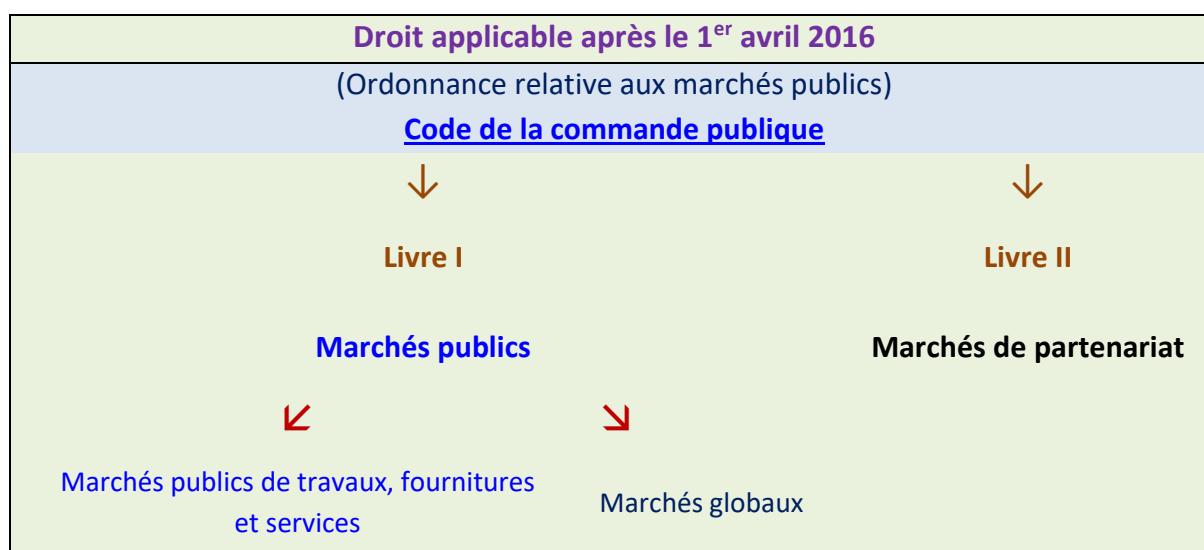 Droit applicable après le 1er avril 2016
(Ordonnance relative aux marchés publics)
Code de la commande publique
↓ ↓
Livre I Livre II
Marchés publics Marchés de partenariat
↙ ↘
Marchés publics de travaux, fournitures
et services
Marchés globaux